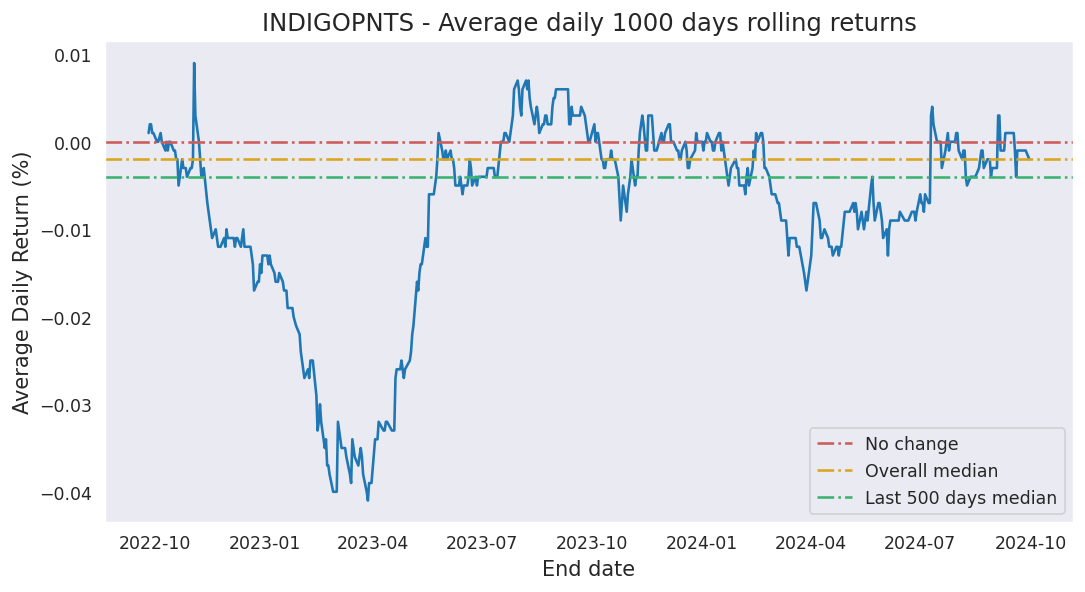 INDIGOPNTS - Average daily 1000 days rolling returns
Average Daily Return (%)
0.01
0.00
−0.01
−0.02
−0.03
−0.04
No change
Overall median
Last 500 days median
2022-10 2023-01 2023-04 2023-07 2023-10 2024-01 2024-04 2024-07 2024-10
End date